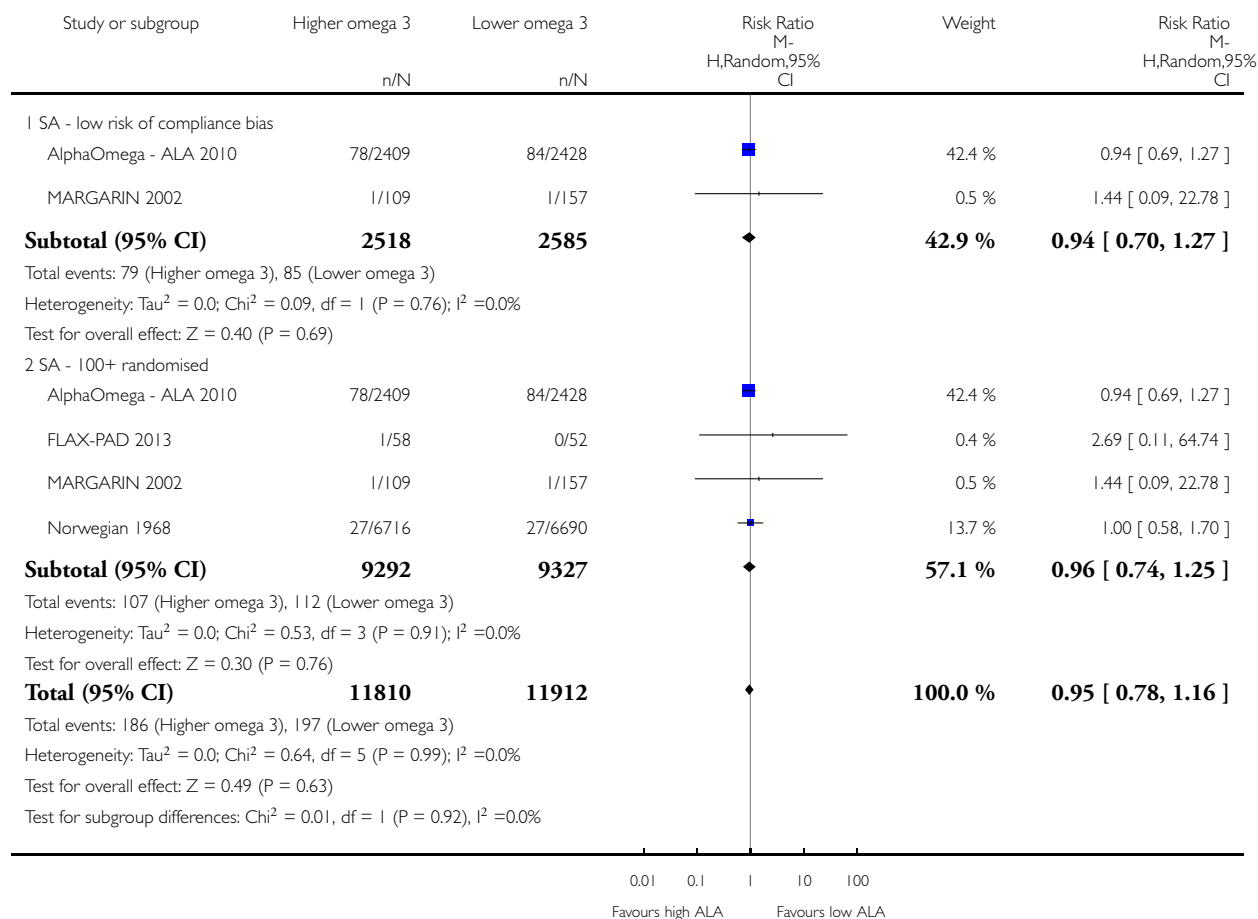 Study or subgroup Higher omega 3 Lower omega 3 Risk Ratio Weight Risk Ratio
M- M-
H,Random,95% H,Random,95%
n/N n/N CI CI
1 SA - low risk of compliance bias
AlphaOmega - ALA 2010 78/2409 84/2428 42.4 % 0.94 [ 0.69, 1.27 ]
MARGARIN 2002 1/109 1/157 0.5 % 1.44 [ 0.09, 22.78 ]
Subtotal (95% CI) 2518 2585 42.9 % 0.94 [ 0.70, 1.27 ]
Total events: 79 (Higher omega 3), 85 (Lower omega 3)
Heterogeneity: Tau² = 0.0; Chi² = 0.09, df = 1 (P = 0.76); I² =0.0%
Test for overall effect: Z = 0.40 (P = 0.69)
2 SA - 100+ randomised
AlphaOmega - ALA 2010 78/2409 84/2428 42.4 % 0.94 [ 0.69, 1.27 ]
FLAX-PAD 2013 1/58 0/52 0.4 % 2.69 [ 0.11, 64.74 ]
MARGARIN 2002 1/109 1/157 0.5 % 1.44 [ 0.09, 22.78 ]
Norwegian 1968 27/6716 27/6690 13.7 % 1.00 [ 0.58, 1.70 ]
Subtotal (95% CI) 9292 9327 57.1 % 0.96 [ 0.74, 1.25 ]
Total events: 107 (Higher omega 3), 112 (Lower omega 3)
Heterogeneity: Tau² = 0.0; Chi² = 0.53, df = 3 (P = 0.91); I² =0.0%
Test for overall effect: Z = 0.30 (P = 0.76)
Total (95% CI) 11810 11912 100.0 % 0.95 [ 0.78, 1.16 ]
Total events: 186 (Higher omega 3), 197 (Lower omega 3)
Heterogeneity: Tau² = 0.0; Chi² = 0.64, df = 5 (P = 0.99); I² =0.0%
Test for overall effect: Z = 0.49 (P = 0.63)
Test for subgroup differences: Chi² = 0.01, df = 1 (P = 0.92), I² =0.0%
0.01 0.1 1 10 100
Favours high ALA Favours low ALA